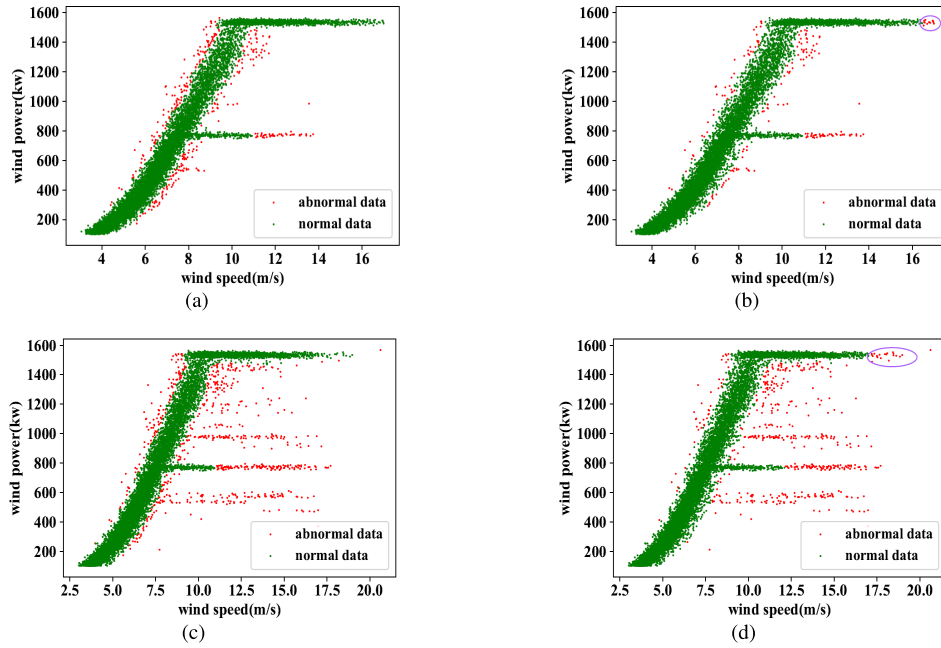 1600
1400
1200
1000
800
600
400
200
wind power(kw)
abnormal data
normal data
4 6 8 10 12 14 16
wind speed(m/s)
(a)
1600
1400
1200
1000
800
600
400
200
wind power(kw)
abnormal data
normal data
4 6 8 10 12 14 16
wind speed(m/s)
(b)
1600
1400
1200
1000
800
600
400
200
wind power(kw)
abnormal data
normal data
2.5 5.0 7.5 10.0 12.5 15.0 17.5 20.0
wind speed(m/s)
(c)
1600
1400
1200
1000
800
600
400
200
wind power(kw)
abnormal data
normal data
2.5 5.0 7.5 10.0 12.5 15.0 17.5 20.0
wind speed(m/s)
(d)